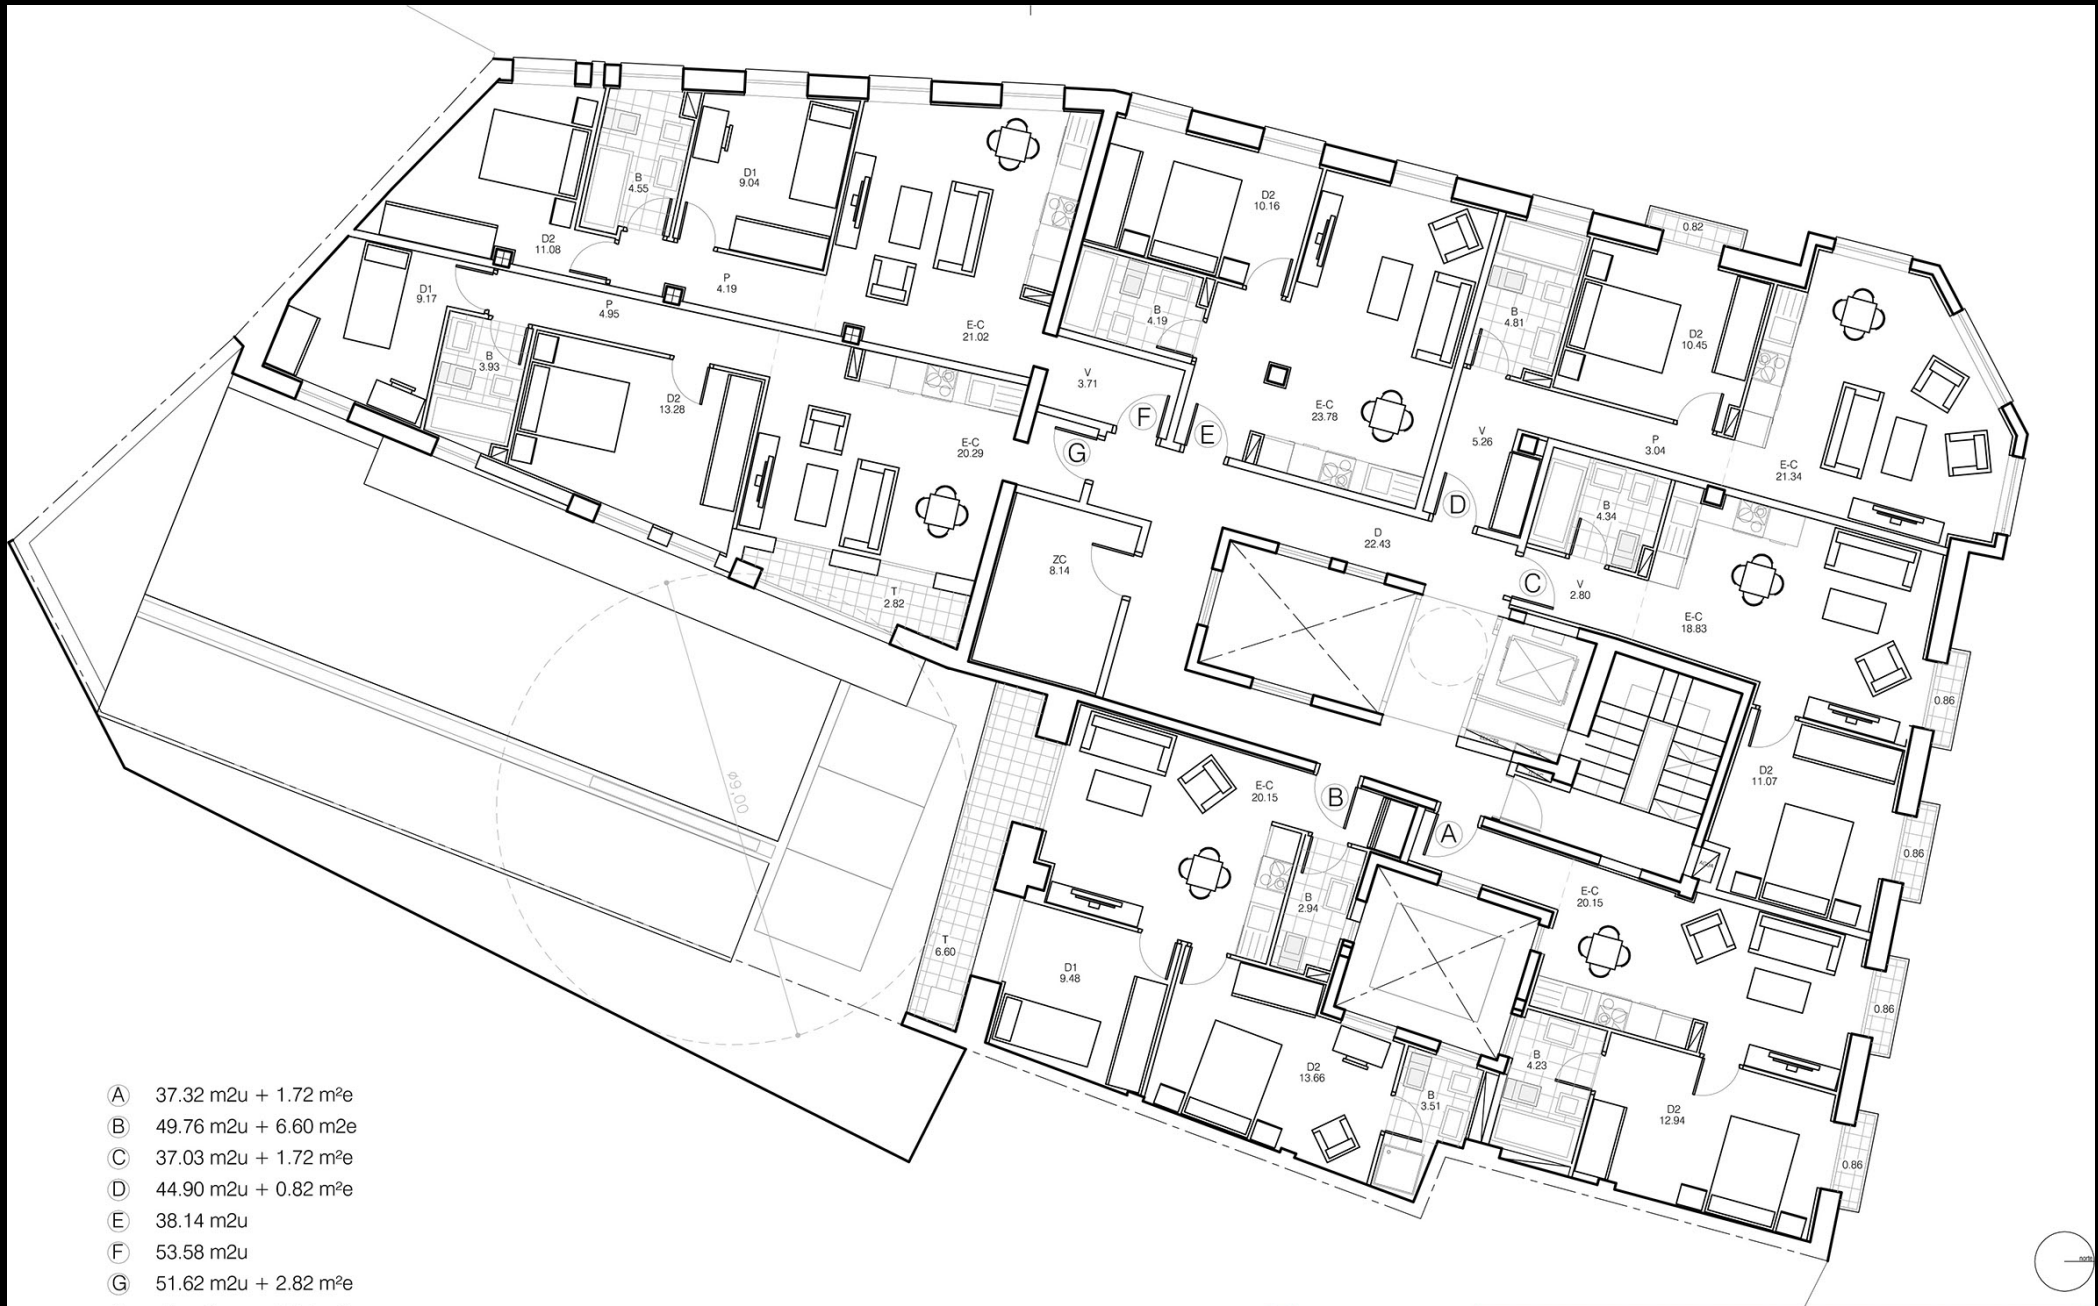 0.82
B
4.55
D1
9.04
D2
10.16
D2
11.08
P
4.19
D1
9.17
P
4.95
E-C
21.02
B
4.19
B
4.81
D2
10.45
B
3.93
D2
13.28
V
3.71
E-C
23.78
V
5.26
P
3.04
E-C
21.34
F
E
G
E-C
20.29
D
B
4.34
D
22.43
ZC
8.14
C
V
2.80
T
2.82
E-C
18.83
0.86
ø9,00
E-C
20.15
B
D2
11.07
A
0.86
B
2.94
E-C
20.15
T
6.60
D1
9.48
0.86
B
4.23
D2
13.66
B
3.51
D2
12.94
0.86
A 37.32 m2u + 1.72 m²e
B 49.76 m2u + 6.60 m2e
C 37.03 m2u + 1.72 m²e
D 44.90 m2u + 0.82 m²e
E 38.14 m2u
F 53.58 m2u
G 51.62 m2u + 2.82 m²e
norte